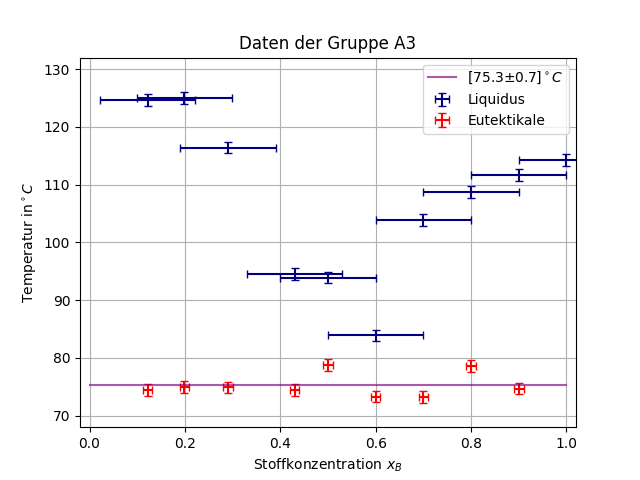 Daten der Gruppe A3
[75.3±0.7]°C
Liquidus
Eutektikale
130
120
110
100
90
80
70
Temperatur in °C
0.0 0.2 0.4 0.6 0.8 1.0
Stoffkonzentration x_B